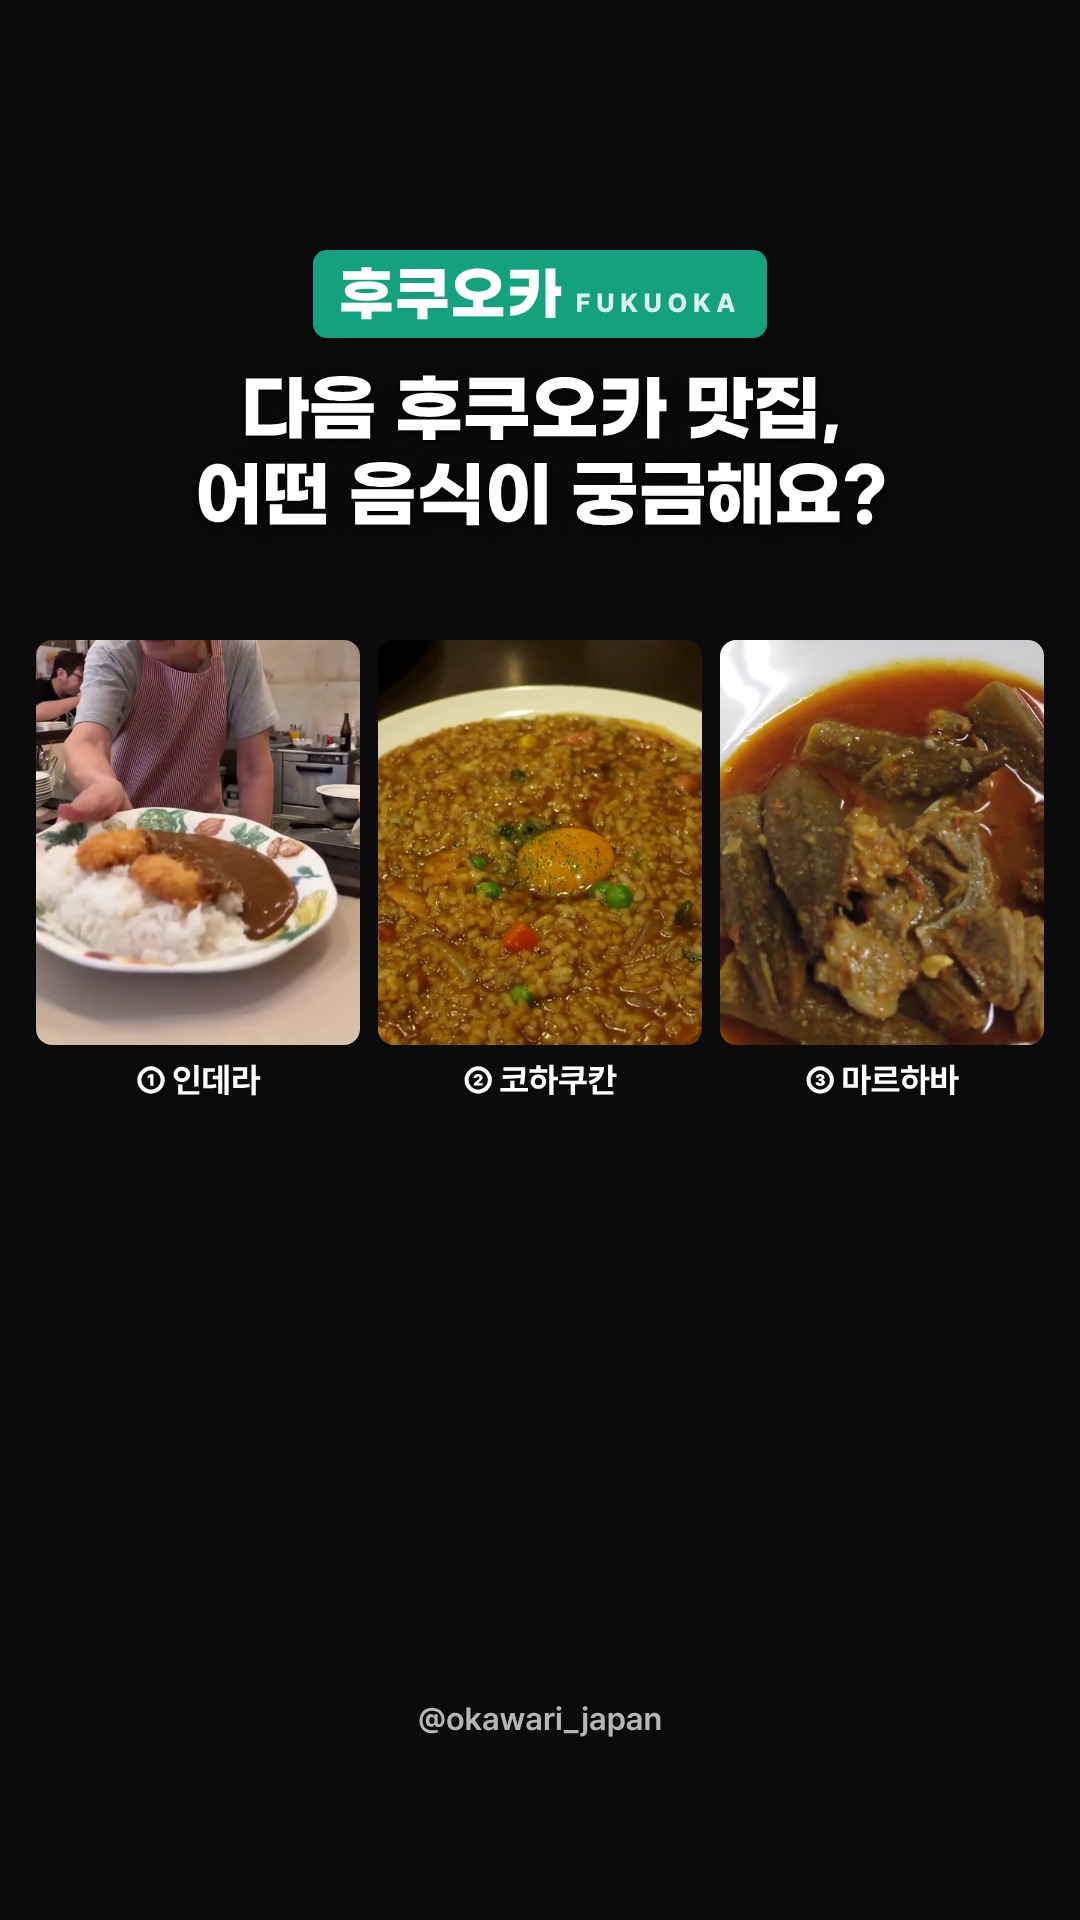 후쿠오카 FUKUOKA
다음 후쿠오카 맛집,
어떤 음식이 궁금해요?
① 인데라
② 코하쿠칸
③ 마르하바
@okawari_japan